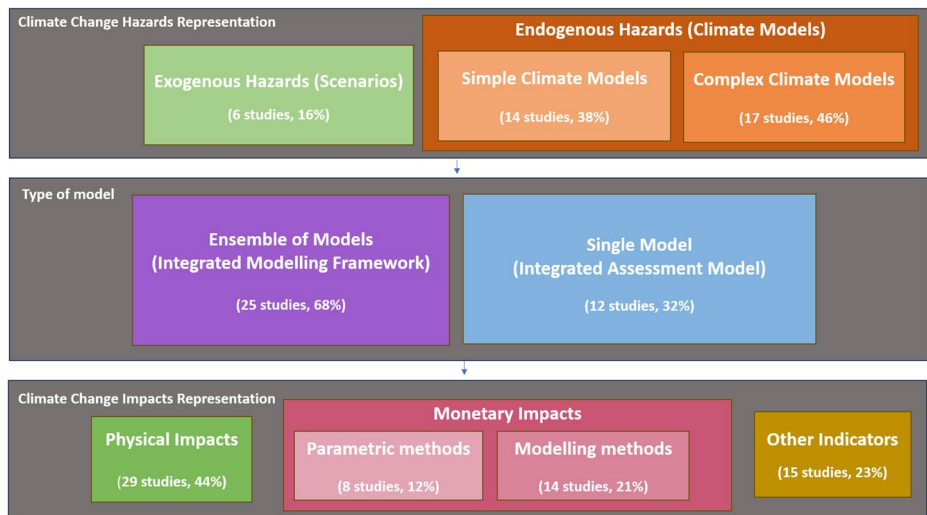 Climate Change Hazards Representation
Endogenous Hazards (Climate Models)
Exogenous Hazards (Scenarios)
(6 studies, 16%)
Simple Climate Models
(14 studies, 38%)
Complex Climate Models
(17 studies, 46%)
Type of model
Ensemble of Models
(Integrated Modelling Framework)
(25 studies, 68%)
Single Model
(Integrated Assessment Model)
(12 studies, 32%)
Climate Change Impacts Representation
Physical Impacts
(29 studies, 44%)
Monetary Impacts
Parametric methods
(8 studies, 12%)
Modelling methods
(14 studies, 21%)
Other Indicators
(15 studies, 23%)